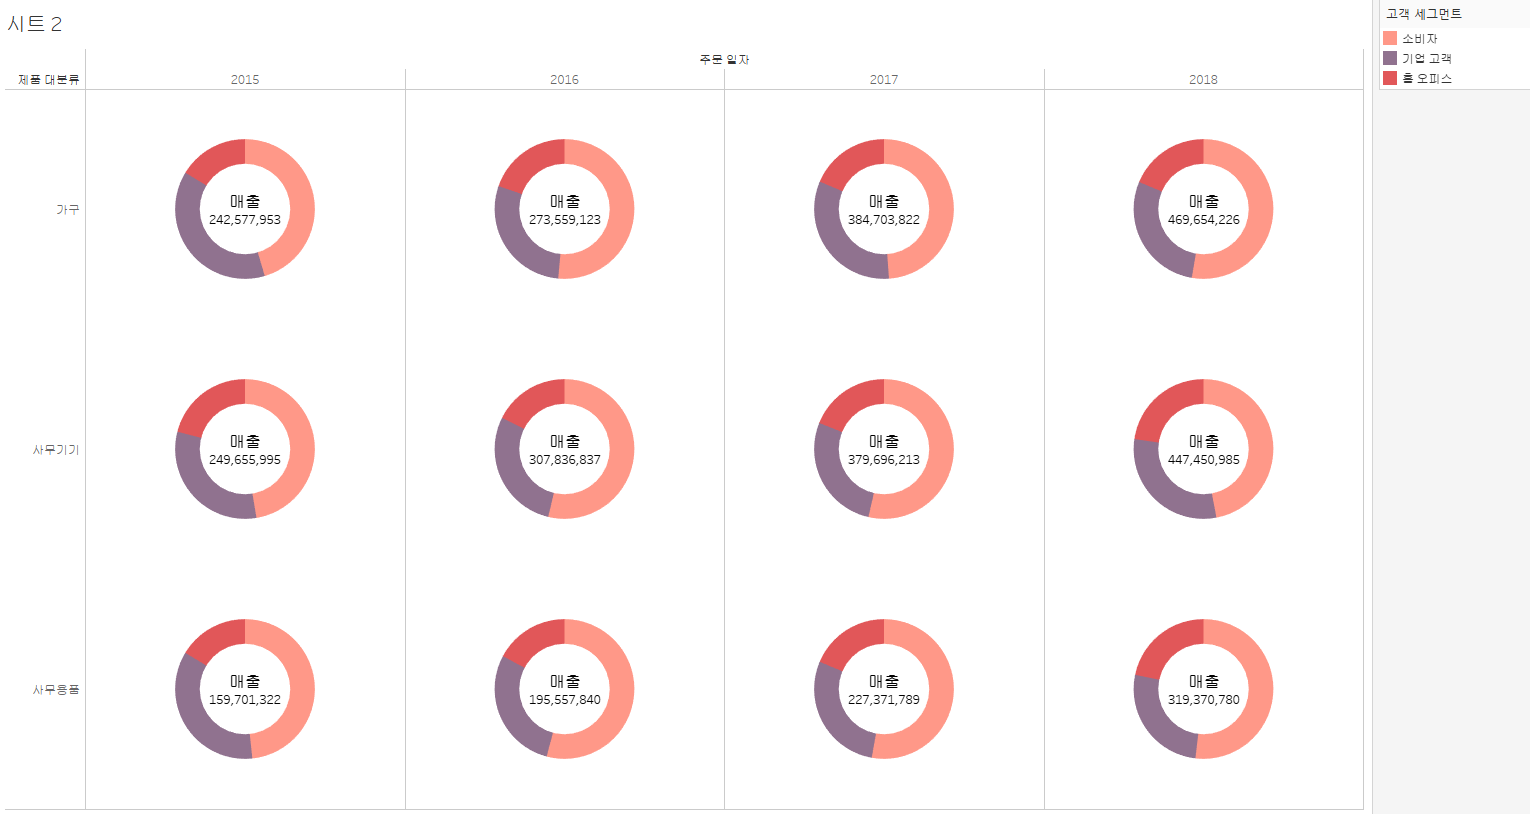 시트 2
주문 일자
제품 대분류 2015 2016 2017 2018
가구
매출 매출 매출 매출
242,577,953 273,559,123 384,703,822 469,654,226
사무기기
매출 매출 매출 매출
249,655,995 307,836,837 379,696,213 447,450,985
사무용품
매출 매출 매출 매출
159,701,322 195,557,840 227,371,789 319,370,780
고객 세그먼트
소비자
기업 고객
홈 오피스